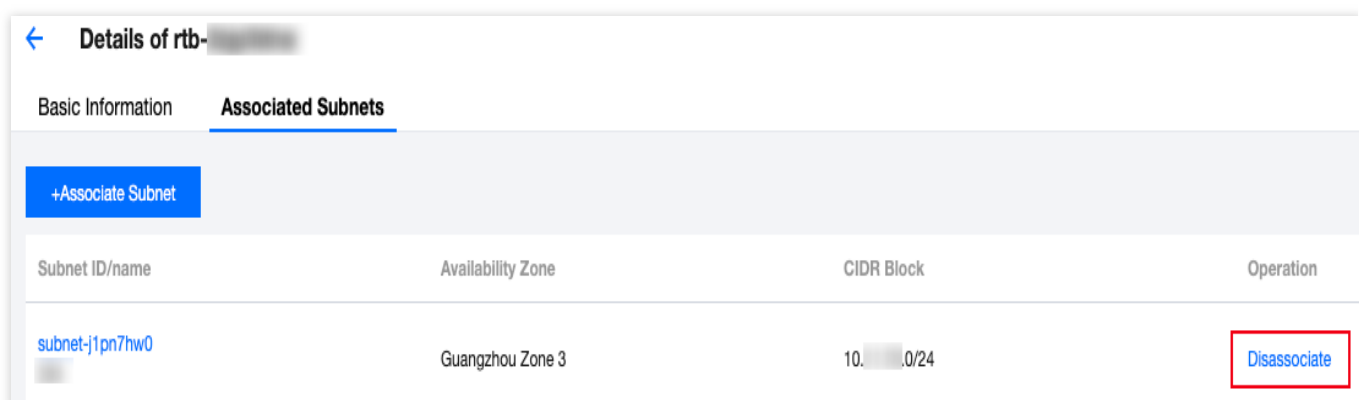 Details of rtb-
Basic Information Associated Subnets
+Associate Subnet
Subnet ID/name Availability Zone CIDR Block Operation
subnet-j1pn7hw0
Guangzhou Zone 3 10. .0/24 Disassociate